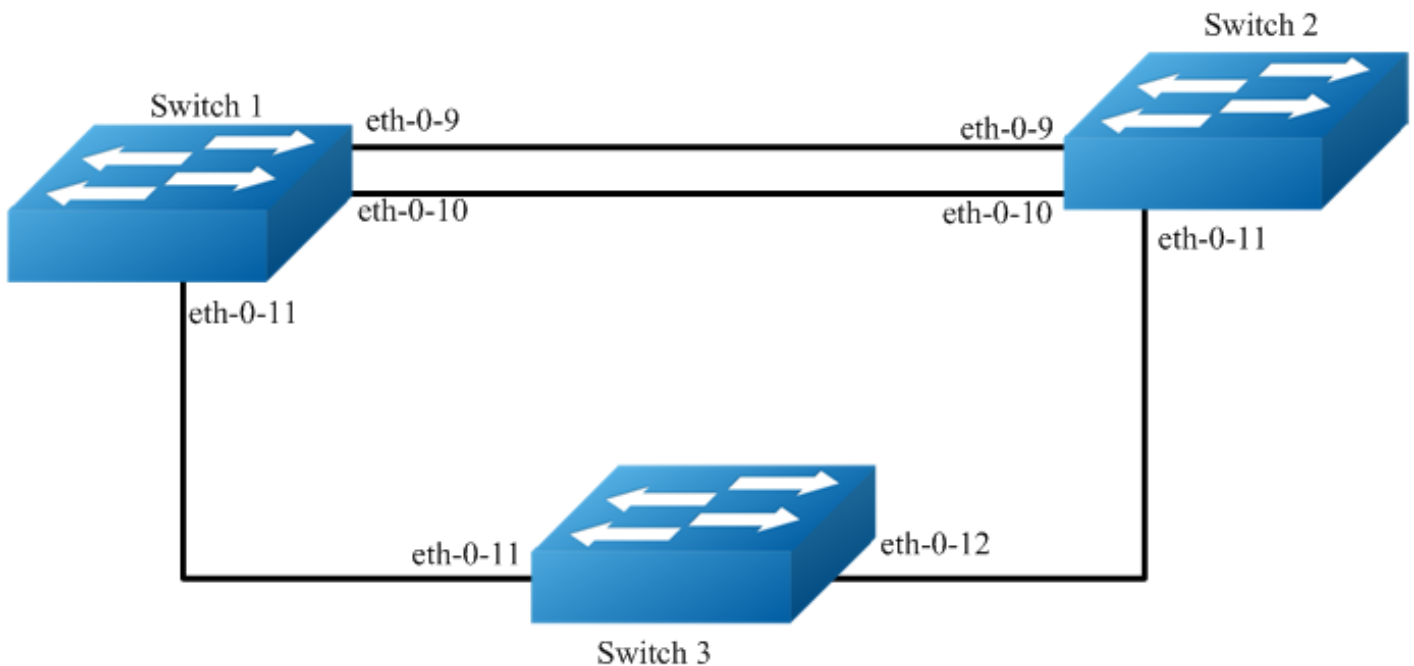 Switch 2
Switch 1
eth-0-9
eth-0-9
eth-0-10
eth-0-10
eth-0-11
eth-0-11
eth-0-11
eth-0-12
Switch 3